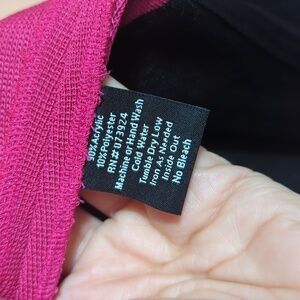 90% Acrylic
10% Polyester
RN# 073924
Machine or Hand Wash
Cold Water
Tumble Dry Low
Iron As Needed
Inside Out
No Bleach